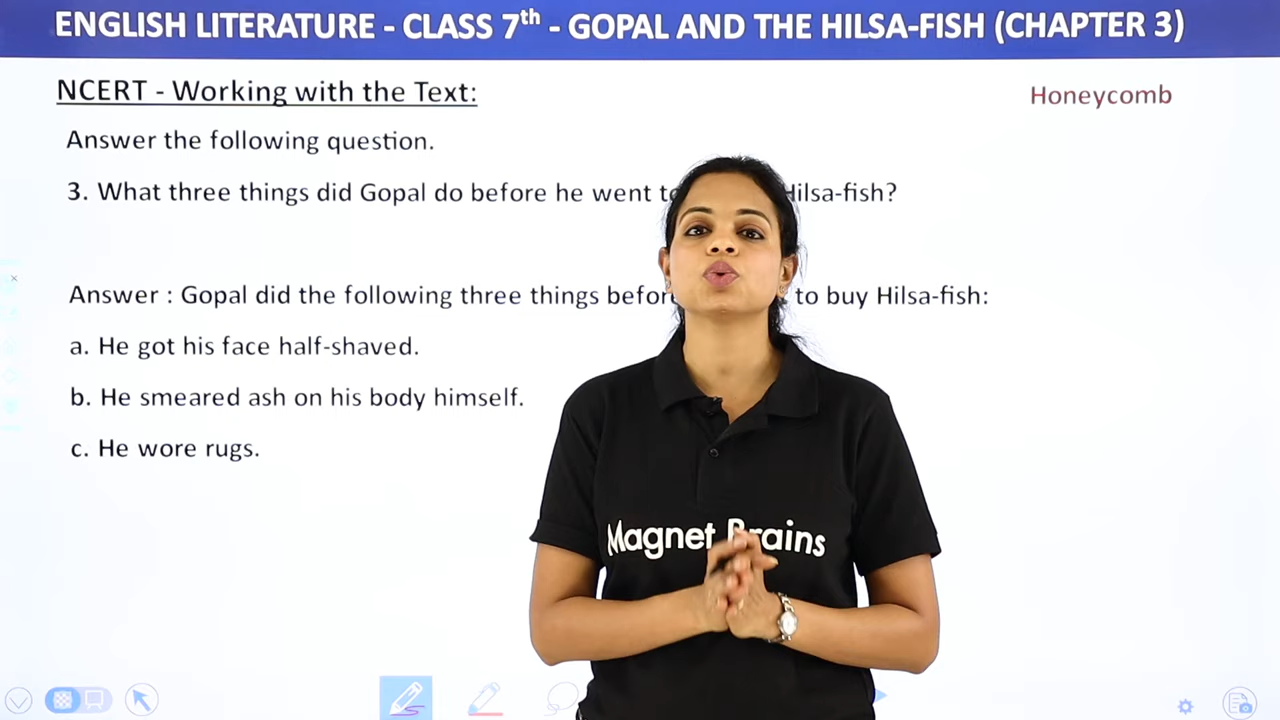 ENGLISH LITERATURE - CLASS 7th - GOPAL AND THE HILSA-FISH (CHAPTER 3)
NCERT - Working with the Text:
Honeycomb
Answer the following question.
3. What three things did Gopal do before he went Hilsa-fish?
Answer : Gopal did the following three things to buy Hilsa-fish:
a. He got his face half-shaved.
b. He smeared ash on his body himself.
c. He wore rugs.
Magnet Brains